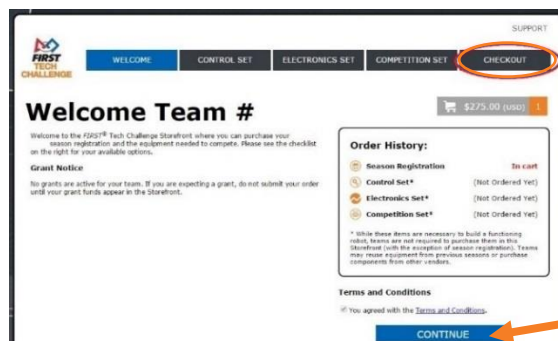 SUPPORT
FIRST
TECH
CHALLENGE
WELCOME
CONTROL SET
ELECTRONICS SET
COMPETITION SET
CHECKOUT
Welcome Team #
$275.00 (USD) 1
Welcome to the FIRST® Tech Challenge Storefront where you can purchase your
season registration and the equipment needed to compete. Please see the checklist
on the right for your available options.
Grant Notice
No grants are active for your team. If you are expecting a grant, do not submit your order
until your grant funds appear in the Storefront.
Order History:
Season Registration In cart
Control Set* (Not Ordered Yet)
Electronics Set* (Not Ordered Yet)
Competition Set* (Not Ordered Yet)
* While these items are necessary to build a functioning
robot, teams are not required to purchase them in this
Storefront (with the exception of season registration). Teams
may reuse equipment from previous seasons or purchase
components from other vendors.
Terms and Conditions
You agreed with the Terms and Conditions.
CONTINUE